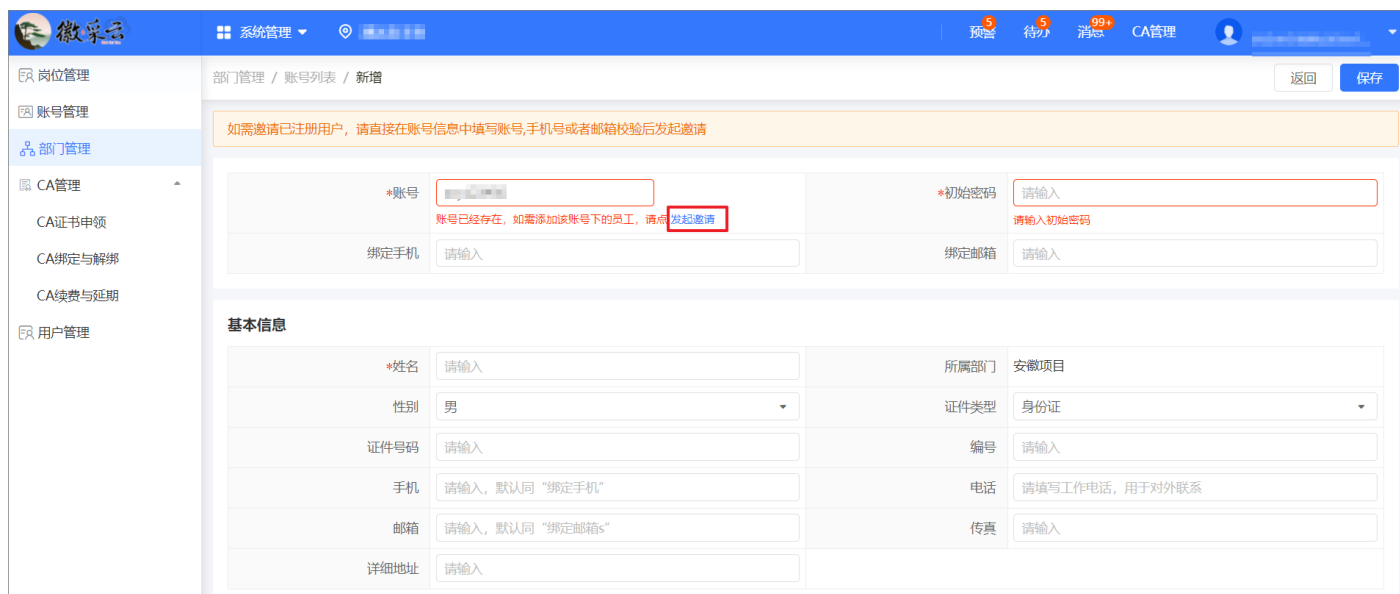 徽采云 系统管理 预警 5 待办 5 消息 99+ CA管理
岗位管理
账号管理
部门管理
CA管理
CA证书申领
CA绑定与解绑
CA续费与延期
用户管理
部门管理 / 账号列表 / 新增 返回 保存
如需邀请已注册用户，请直接在账号信息中填写账号,手机号或者邮箱校验后发起邀请
*账号 *初始密码 请输入
账号已经存在，如需添加该账号下的员工，请点 发起邀请 请输入初始密码
绑定手机 请输入 绑定邮箱 请输入
基本信息
*姓名 请输入 所属部门 安徽项目
性别 男 证件类型 身份证
证件号码 请输入 编号 请输入
手机 请输入，默认同“绑定手机” 电话 请填写工作电话，用于对外联系
邮箱 请输入，默认同“绑定邮箱s” 传真 请输入
详细地址 请输入